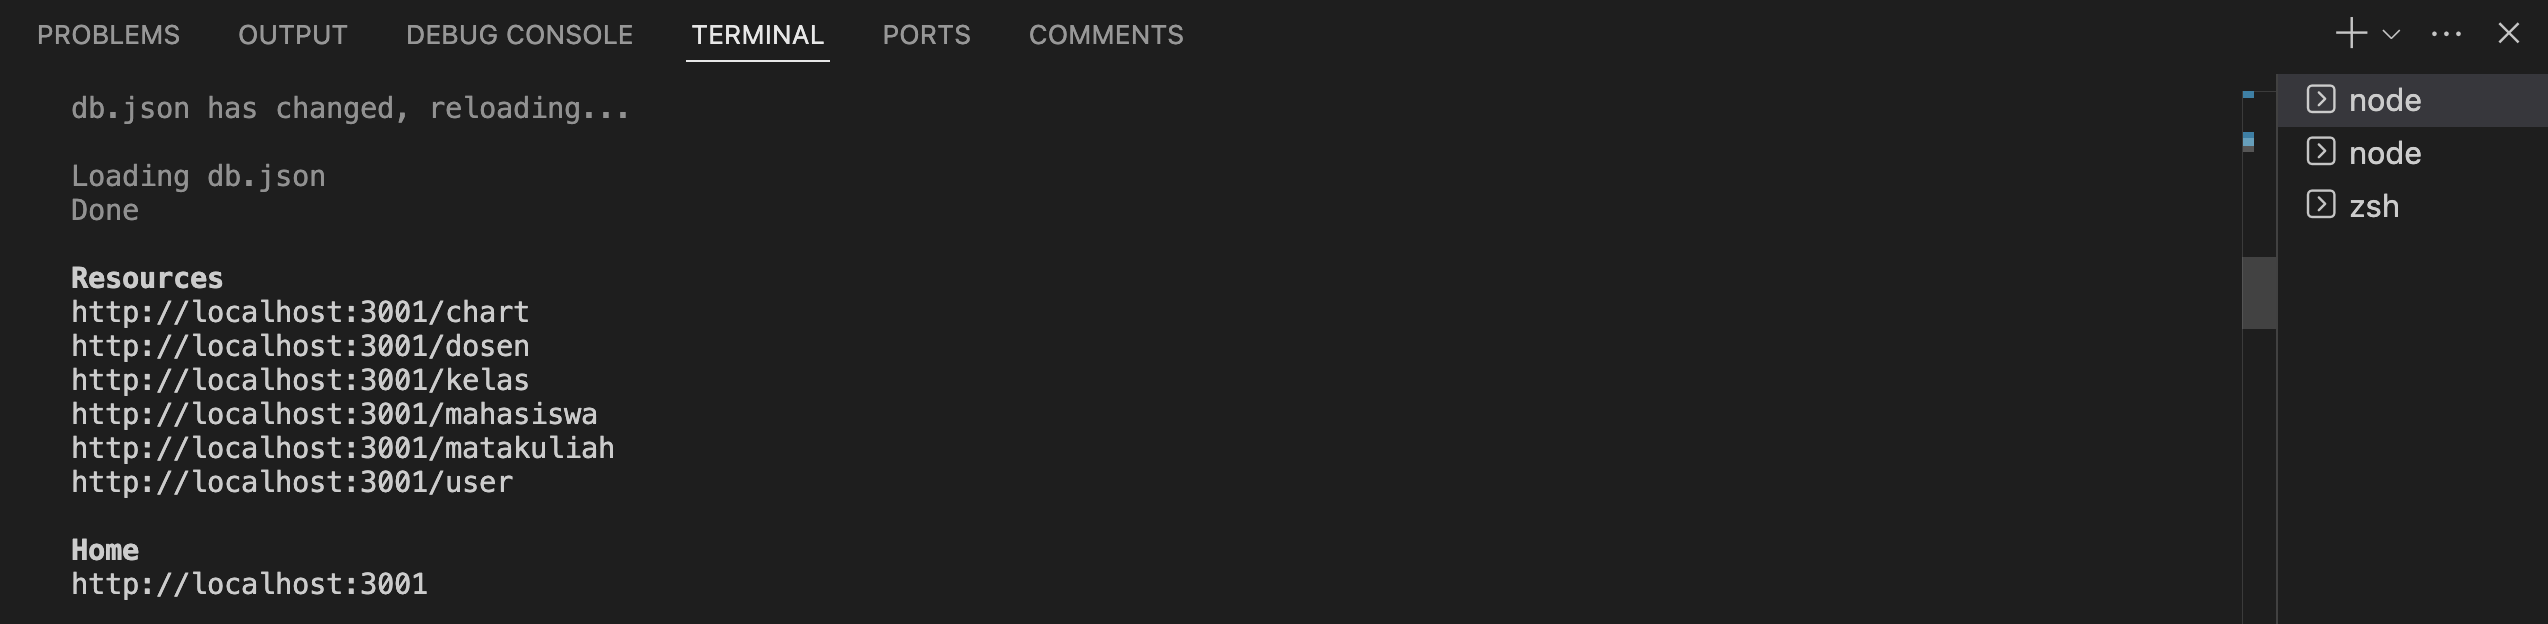 PROBLEMS OUTPUT DEBUG CONSOLE TERMINAL PORTS COMMENTS
db.json has changed, reloading...
Loading db.json
Done
Resources
http://localhost:3001/chart
http://localhost:3001/dosen
http://localhost:3001/kelas
http://localhost:3001/mahasiswa
http://localhost:3001/matakuliah
http://localhost:3001/user
Home
http://localhost:3001
node
node
zsh